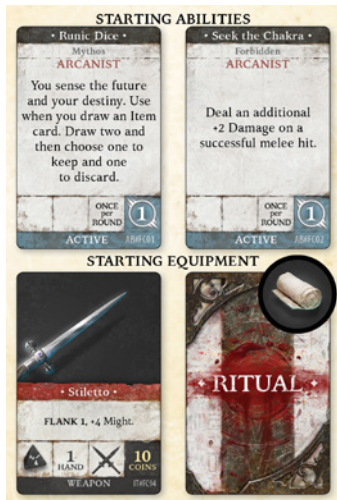 STARTING ABILITIES
• Runic Dice •
Mythos
ARCANIST
You sense the future
and your destiny. Use
when you draw an Item
card. Draw two and
then choose one to
keep and one
to discard.
ONCE
per
ROUND
1
ACTIVE
• Seek the Chakra •
Forbidden
ARCANIST
Deal an additional
+2 Damage on a
successful melee hit.
ONCE
per
ROUND
1
ACTIVE
STARTING EQUIPMENT
• Stiletto •
FLANK 1, +4 Might.
1
HAND
10
COINS
WEAPON
RITUAL